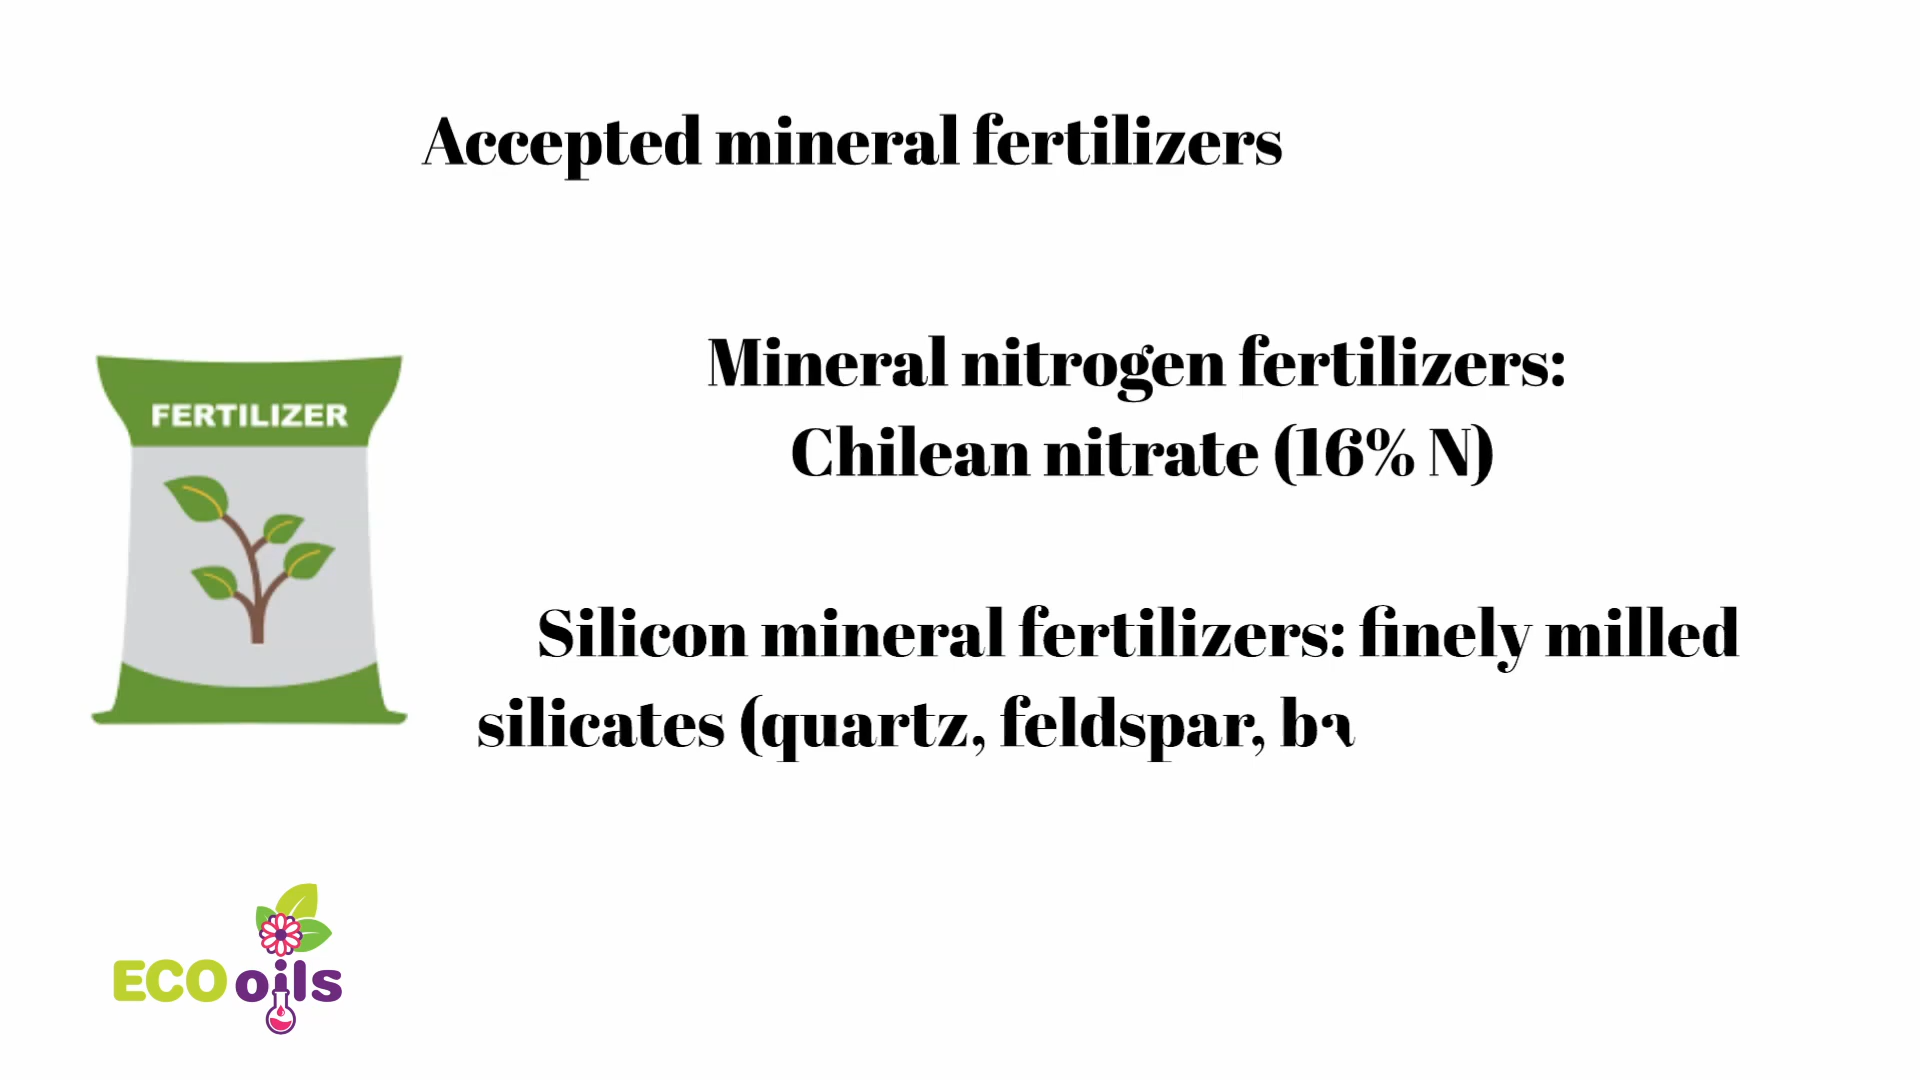 Accepted mineral fertilizers
Mineral nitrogen fertilizers:
Chilean nitrate (16% N)
FERTILIZER
Silicon mineral fertilizers: finely milled
silicates (quartz, feldspar,
ECO oils